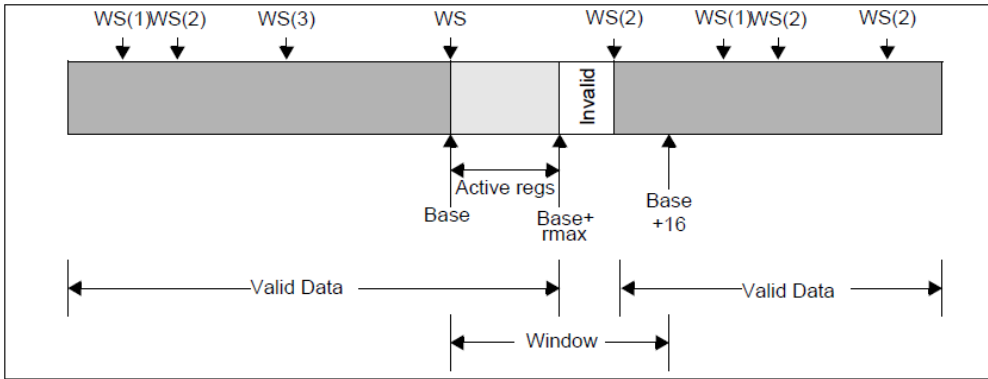 WS(1) WS(2) WS(3) WS WS(2) WS(1) WS(2) WS(2)
Invalid
Active regs
Base
Base+
rmax
Base
+16
Valid Data
Valid Data
Window